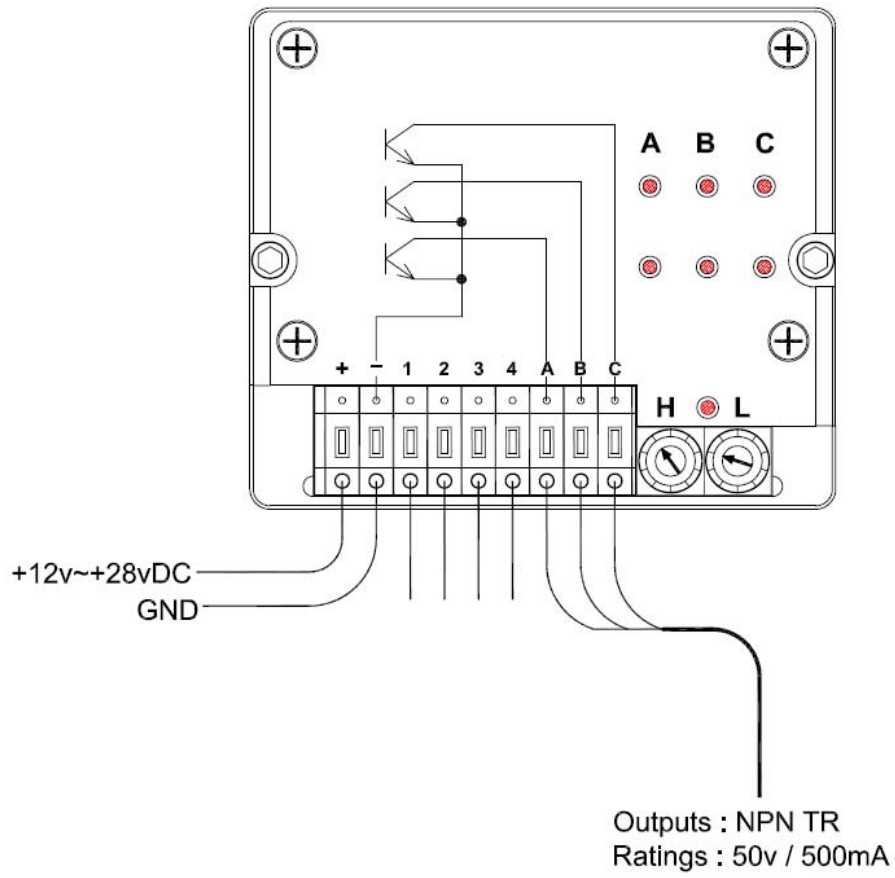 A B C
+ − 1 2 3 4 A B C
H L
+12v~+28vDC
GND
Outputs : NPN TR
Ratings : 50v / 500mA